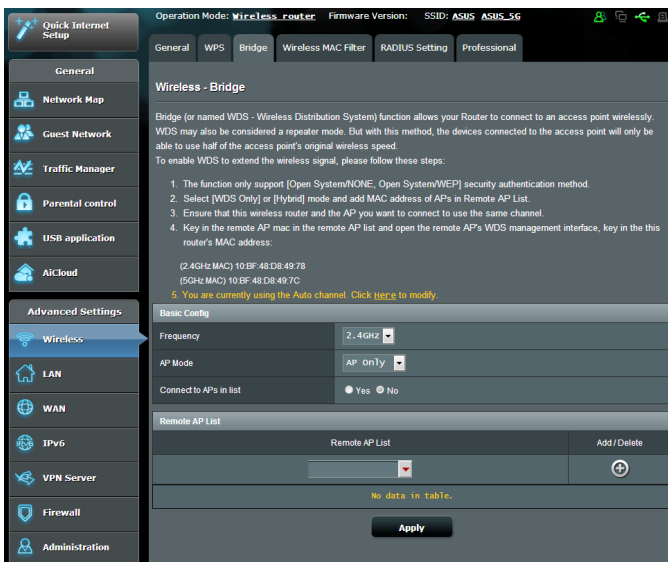 Quick Internet Setup
Operation Mode: Wireless router Firmware Version: SSID: ASUS ASUS_5G
General WPS Bridge Wireless MAC Filter RADIUS Setting Professional
General
Network Map
Guest Network
Traffic Manager
Parental control
USB application
AiCloud
Advanced Settings
Wireless
LAN
WAN
IPv6
VPN Server
Firewall
Administration
Wireless - Bridge
Bridge (or named WDS - Wireless Distribution System) function allows your Router to connect to an access point wirelessly.
WDS may also be considered a repeater mode. But with this method, the devices connected to the access point will only be
able to use half of the access point's original wireless speed.
To enable WDS to extend the wireless signal, please follow these steps:
1. The function only support [Open System/NONE, Open System/WEP] security authentication method.
2. Select [WDS Only] or [Hybrid] mode and add MAC address of APs in Remote AP List.
3. Ensure that this wireless router and the AP you want to connect to use the same channel.
4. Key in the remote AP mac in the remote AP list and open the remote AP's WDS management interface, key in the this
router's MAC address:
(2.4GHz MAC) 10:BF:48:D8:49:78
(5GHz MAC) 10:BF:48:D8:49:7C
5. You are currently using the Auto channel. Click Here to modify.
Basic Config
Frequency 2.4GHz
AP Mode AP Only
Connect to APs in list Yes No
Remote AP List
Remote AP List Add / Delete
No data in table.
Apply